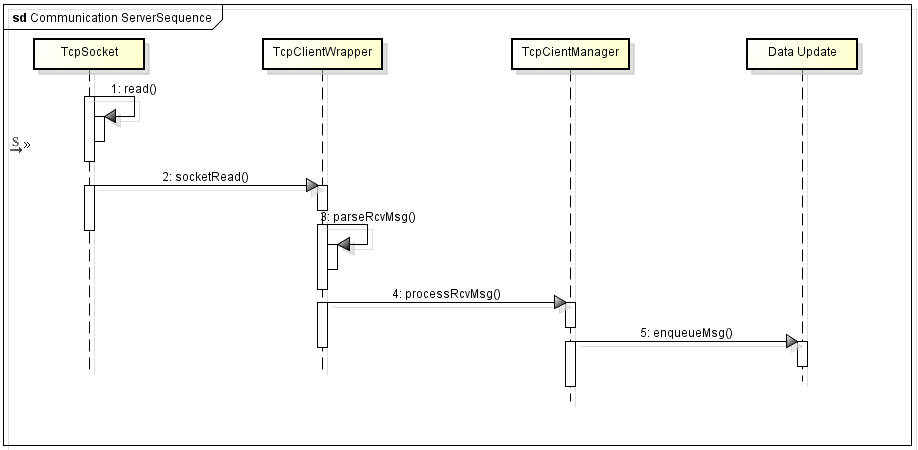 sd Communication ServerSequence
TcpSocket
TcpClientWrapper
TcpCientManager
Data Update
1: read()
S »
2: socketRead()
3: parseRcvMsg()
4: processRcvMsg()
5: enqueueMsg()